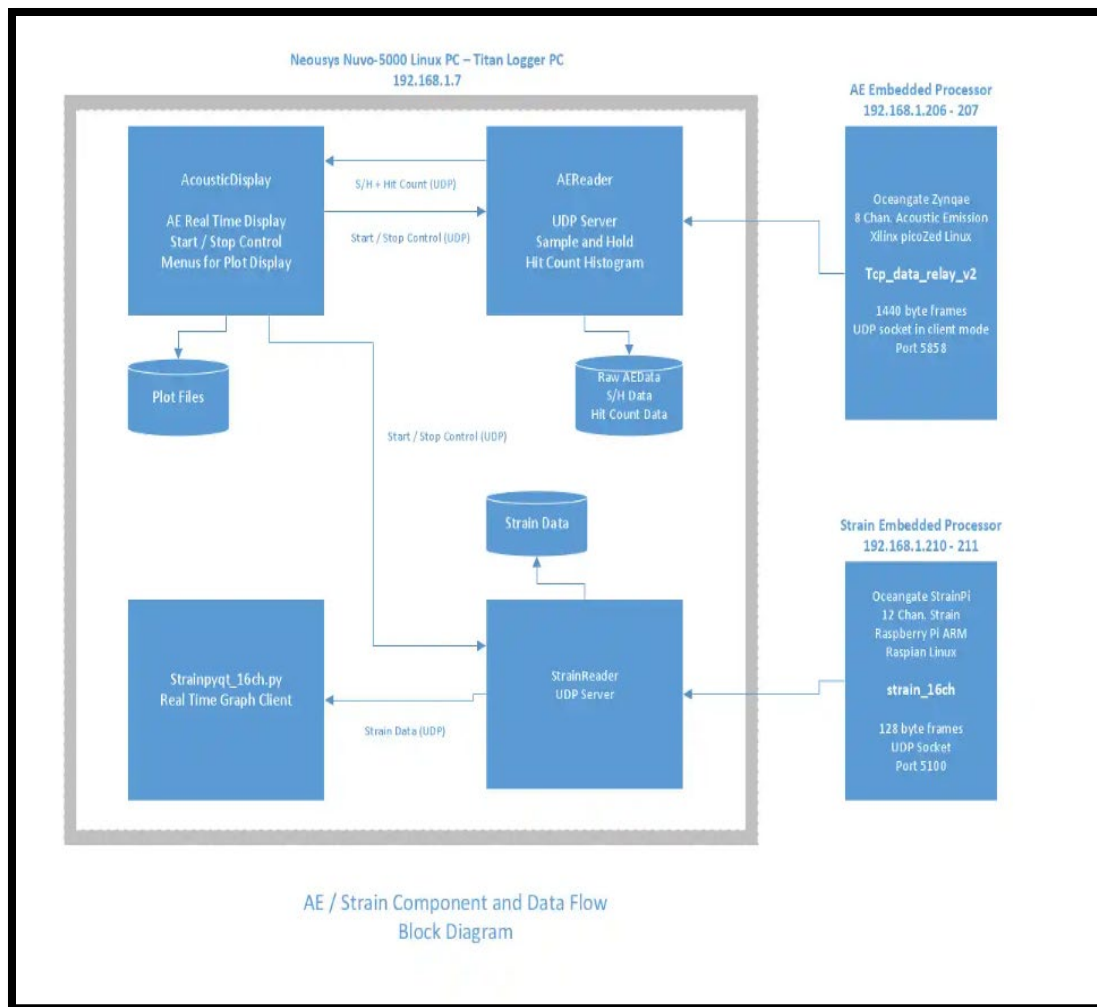 Neousys Nuvo-5000 Linux PC – Titan Logger PC
192.168.1.7
AE Embedded Processor
192.168.1.206 - 207
AcousticDisplay
AE Real Time Display
Start / Stop Control
Menus for Plot Display
S/H + Hit Count (UDP)
Start / Stop Control (UDP)
AEReader
UDP Server
Sample and Hold
Hit Count Histogram
Oceangate Zynqae
8 Chan. Acoustic Emission
Xilinx picoZed Linux
Tcp_data_relay_v2
1440 byte frames
UDP socket in client mode
Port 5858
Plot Files
Raw AEData
S/H Data
Hit Count Data
Start / Stop Control (UDP)
Strain Data
Strain Embedded Processor
192.168.1.210 - 211
Strainpyqt_16ch.py
Real Time Graph Client
Strain Data (UDP)
StrainReader
UDP Server
Oceangate StrainPi
12 Chan. Strain
Raspberry Pi ARM
Raspian Linux
strain_16ch
128 byte frames
UDP Socket
Port 5100
AE / Strain Component and Data Flow
Block Diagram